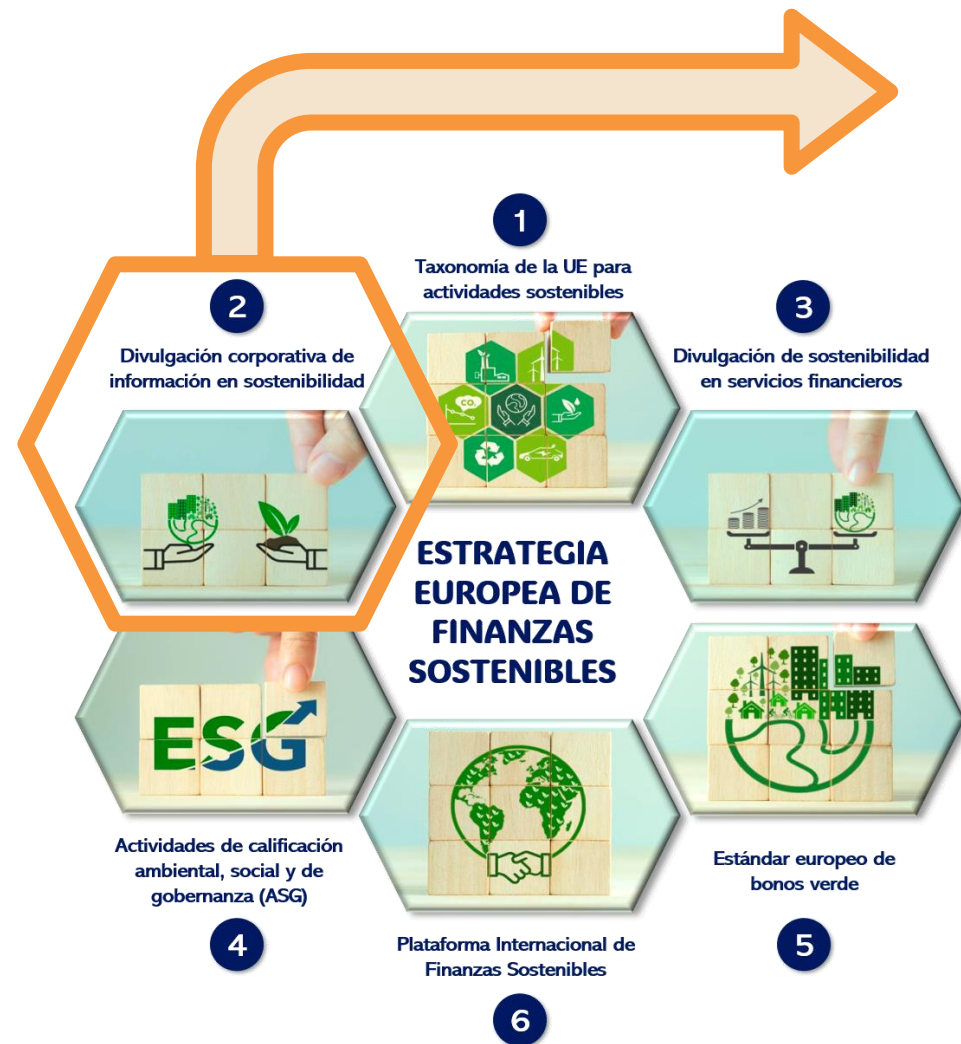 1
Taxonomía de la UE para
actividades sostenibles
2
Divulgación corporativa de
información en sostenibilidad
3
Divulgación de sostenibilidad
en servicios financieros
CO₂
ESTRATEGIA
EUROPEA DE
FINANZAS
SOSTENIBLES
ESG
Actividades de calificación
ambiental, social y de
gobernanza (ASG)
4
Estándar europeo de
bonos verde
5
Plataforma Internacional de
Finanzas Sostenibles
6